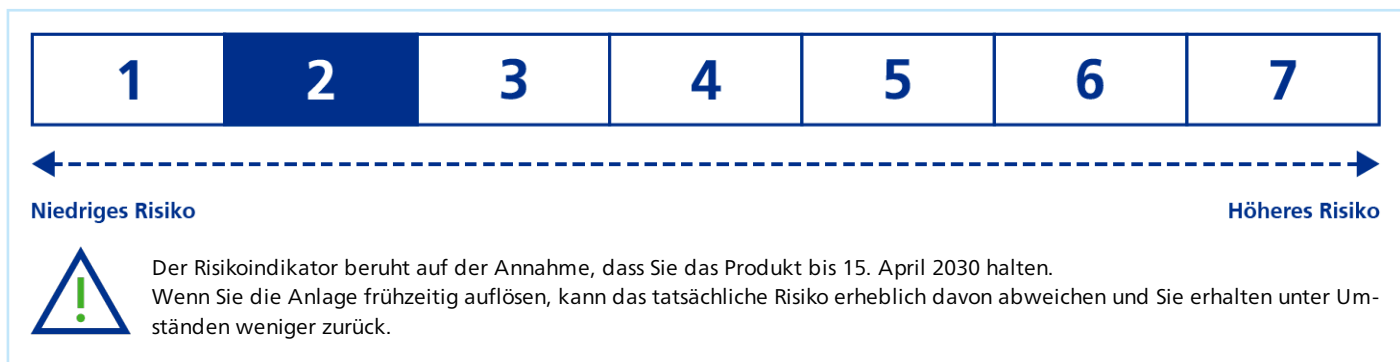 1 2 3 4 5 6 7
Niedriges Risiko Höheres Risiko
Der Risikoindikator beruht auf der Annahme, dass Sie das Produkt bis 15. April 2030 halten.
Wenn Sie die Anlage frühzeitig auflösen, kann das tatsächliche Risiko erheblich davon abweichen und Sie erhalten unter Um-
ständen weniger zurück.